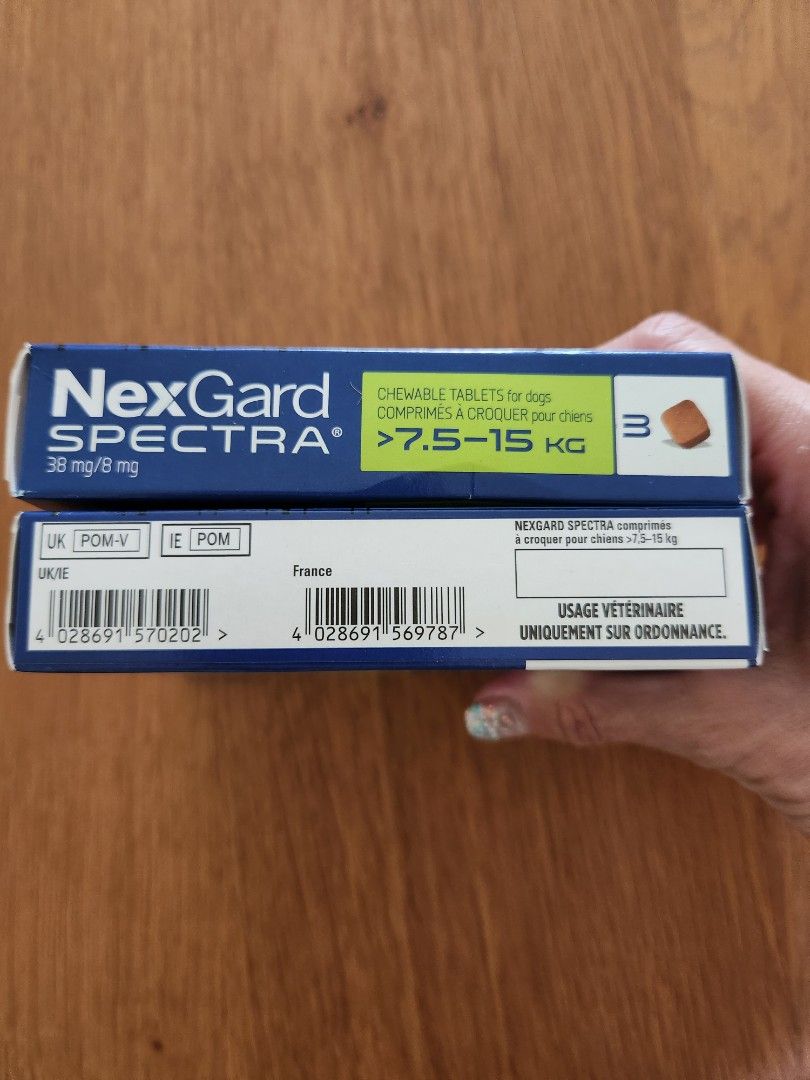 NexGard
SPECTRA®
38 mg/8 mg
CHEWABLE TABLETS for dogs
COMPRIMÉS À CROQUER pour chiens
>7.5–15 KG
3
UK POM-V IE POM
UK/IE
4 028691 570202 >
France
4 028691 569787 >
NEXGARD SPECTRA comprimés
à croquer pour chiens >7,5–15 kg
USAGE VÉTÉRINAIRE
UNIQUEMENT SUR ORDONNANCE.